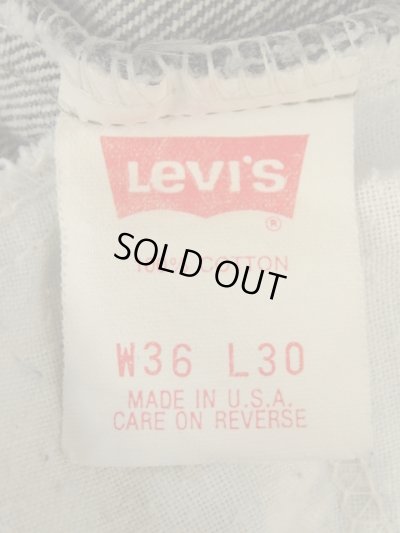 Levi's
®
SOLD OUT
COTTON
W36 L30
MADE IN U.S.A.
CARE ON REVERSE